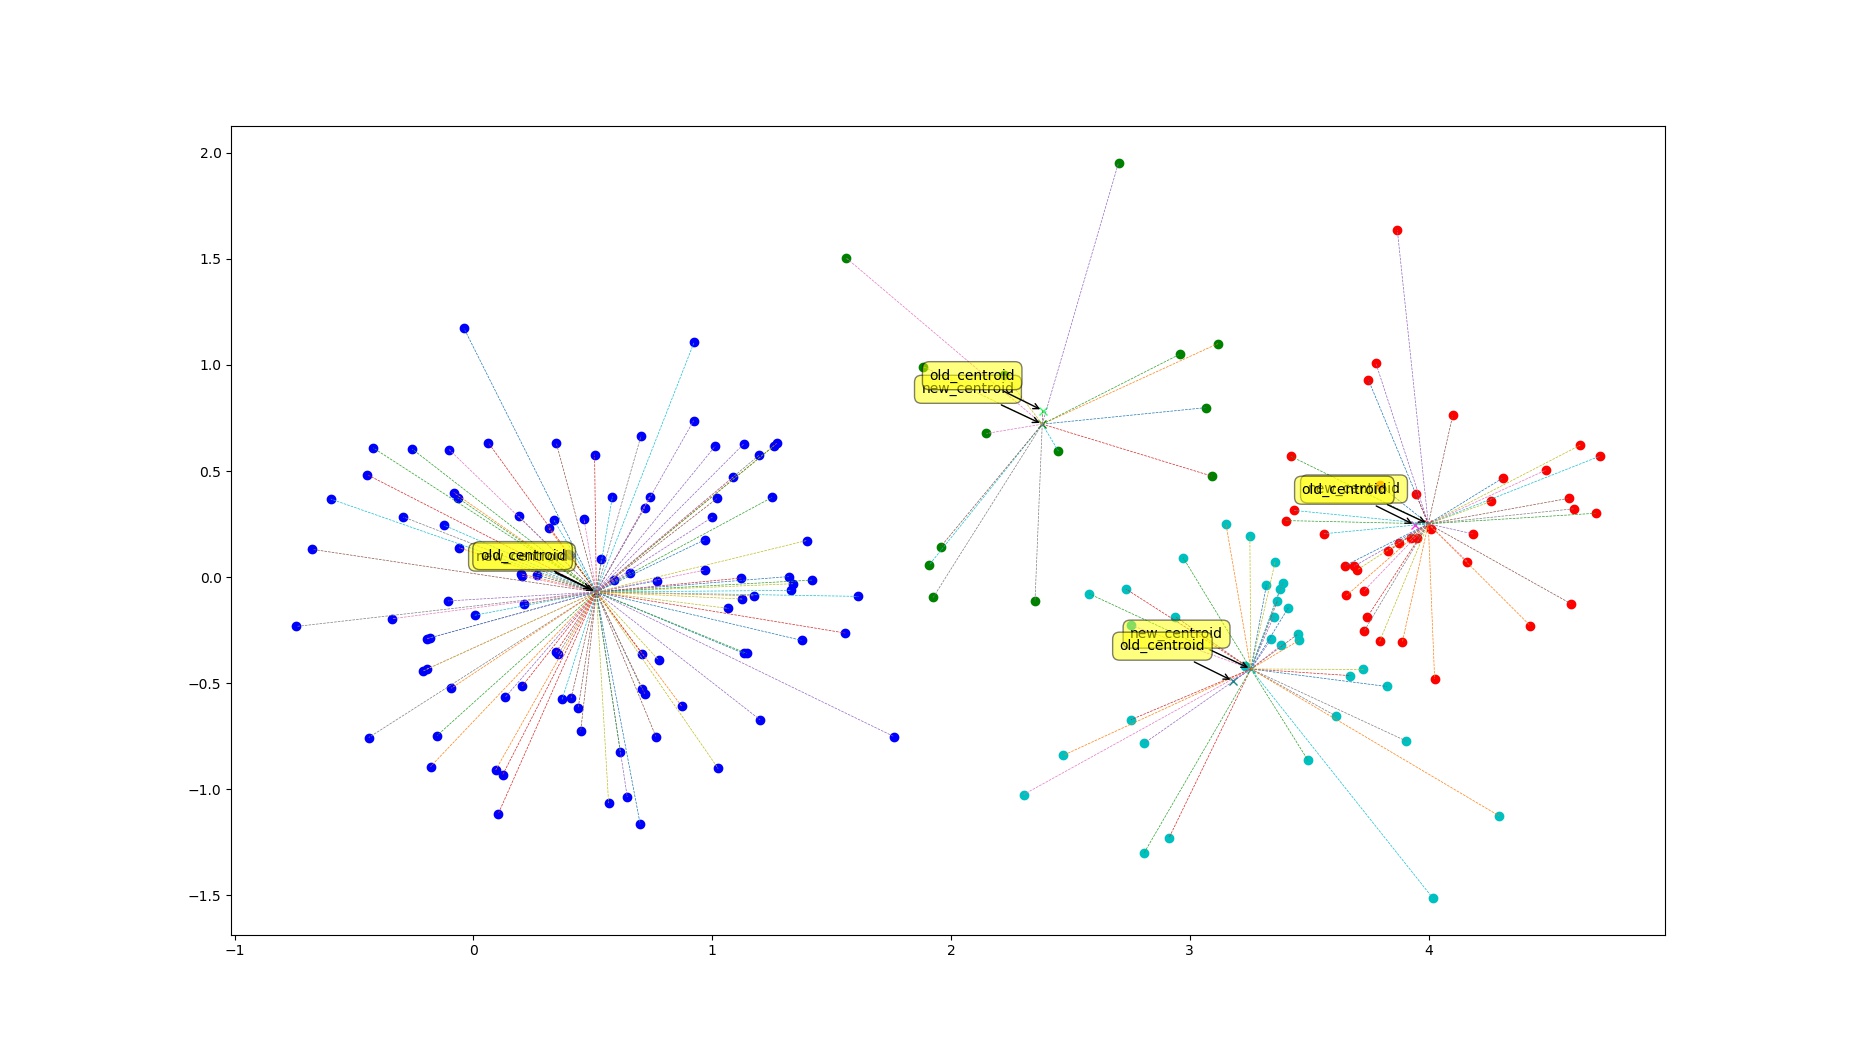 2.0
1.5
1.0
old_centroid
new_centroid
0.5
new_centroid
old_centroid
new_centroid
old_centroid
0.0
new_centroid
old_centroid
−0.5
−1.0
−1.5
−1 0 1 2 3 4